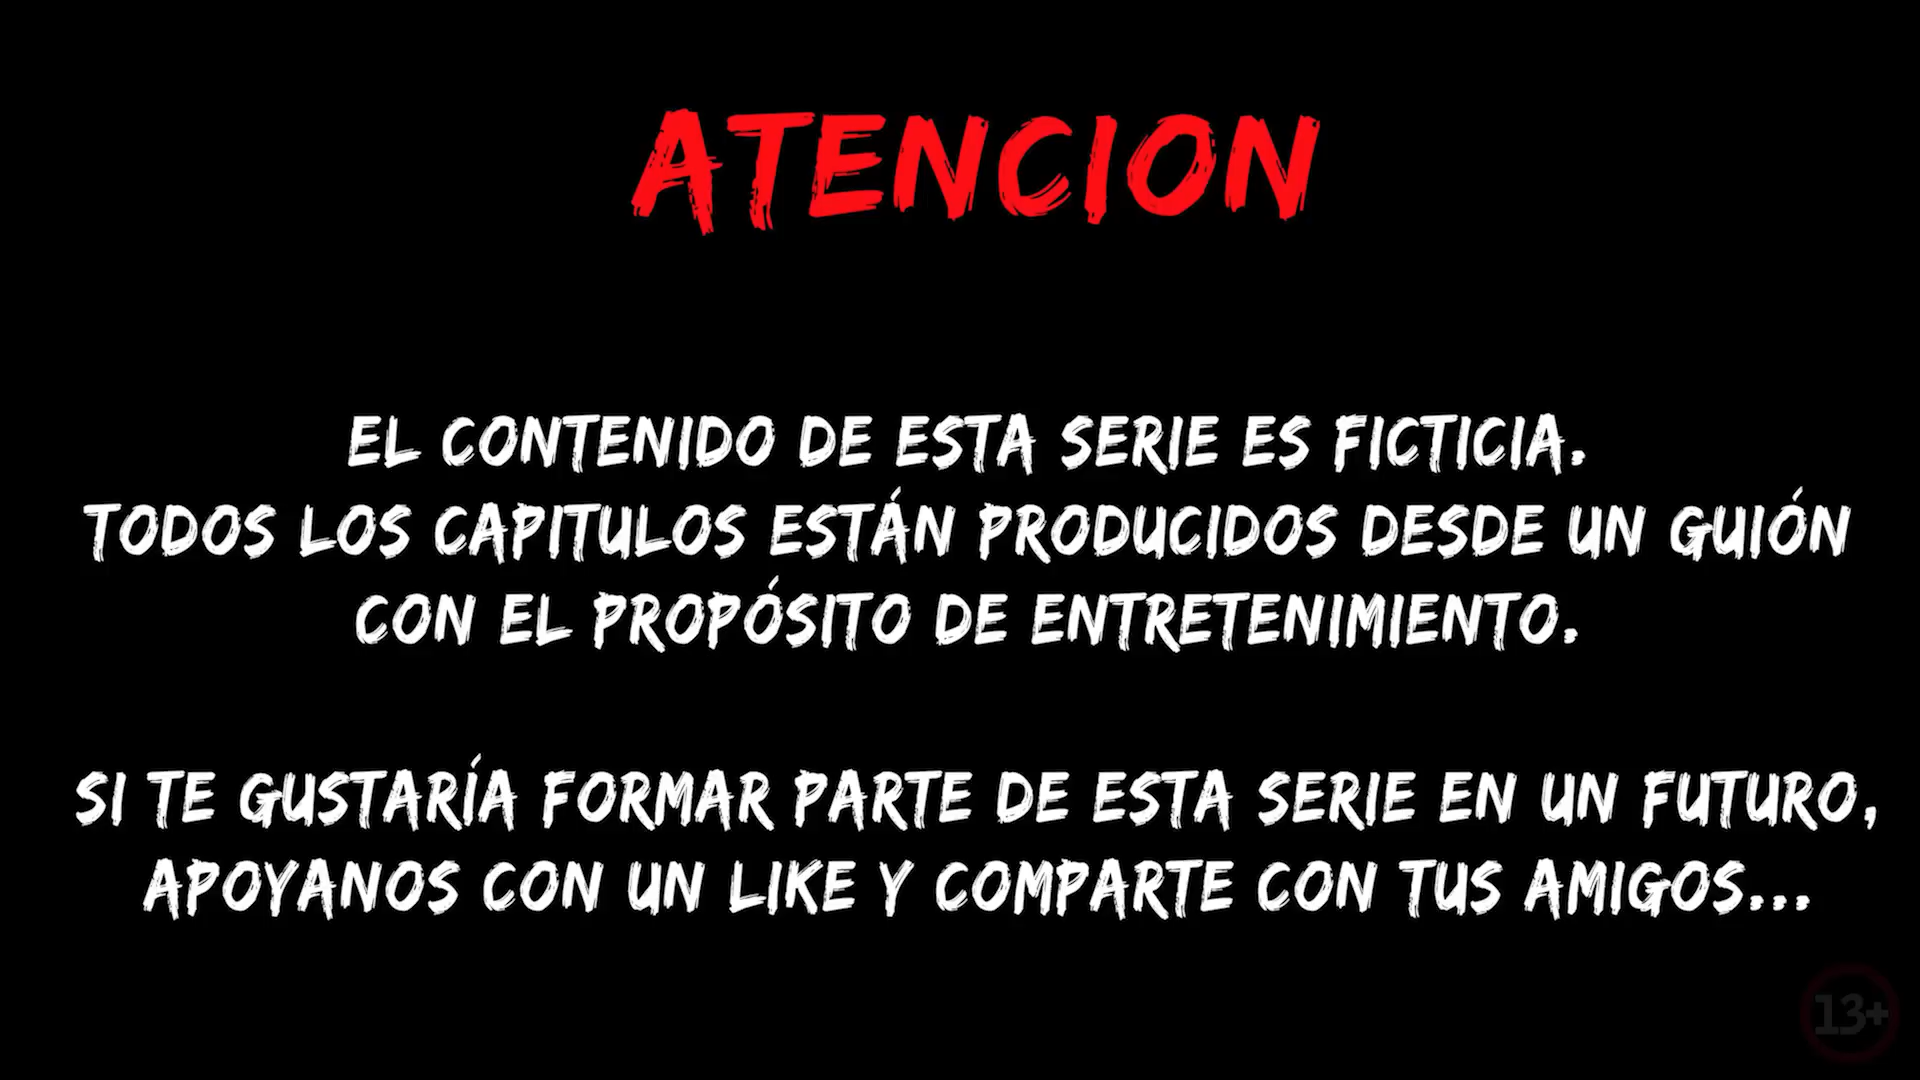 ATENCION
EL CONTENIDO DE ESTA SERIE ES FICTICIA.
TODOS LOS CAPITULOS ESTÁN PRODUCIDOS DESDE UN GUIÓN
CON EL PROPÓSITO DE ENTRETENIMIENTO.
SI TE GUSTARÍA FORMAR PARTE DE ESTA SERIE EN UN FUTURO,
APOYANOS CON UN LIKE Y COMPARTE CON TUS AMIGOS...
13+